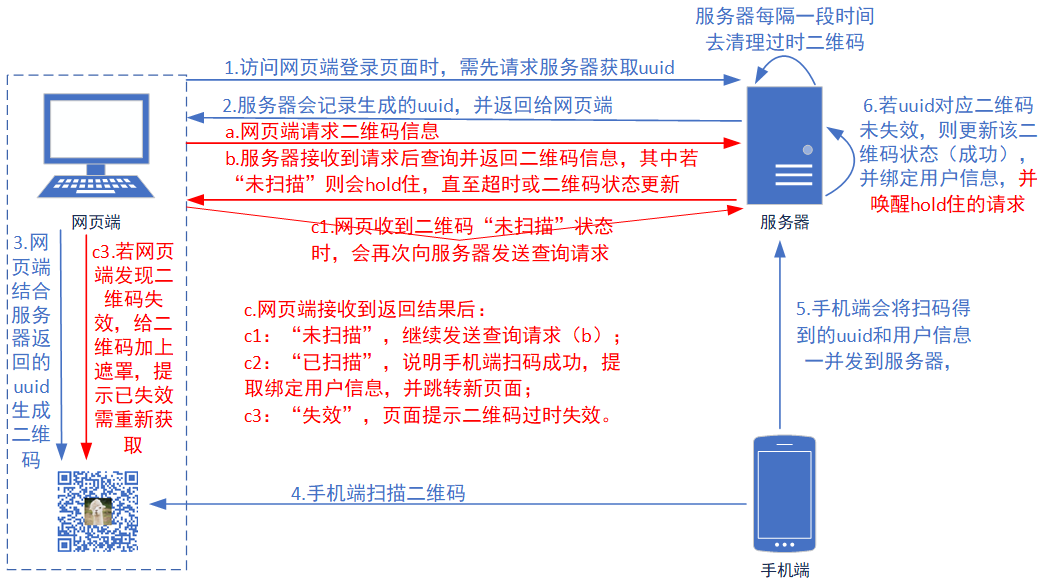 服务器每隔一段时间
去清理过时二维码
1.访问网页端登录页面时，需先请求服务器获取uuid
2.服务器会记录生成的uuid，并返回给网页端
a.网页端请求二维码信息
b.服务器接收到请求后查询并返回二维码信息，其中若
“未扫描”则会hold住，直至超时或二维码状态更新
6.若uuid对应二维码
未失效，则更新该二
维码状态（成功），
并绑定用户信息，并
唤醒hold住的请求
网页端
服务器
c1.网页收到二维码“未扫描”状态
时，会再次向服务器发送查询请求
3.网
页端
结合
服务
器返
回的
uuid
生成
二维
码
c3.若网页
端发现二
维码失
效，给二
维码加上
遮罩，提
示已失效
需重新获
取
c.网页端接收到返回结果后：
c1：“未扫描”，继续发送查询请求（b）；
c2：“已扫描”，说明手机端扫码成功，提
取绑定用户信息，并跳转新页面；
c3：“失效”，页面提示二维码过时失效。
5.手机端会将扫码得
到的uuid和用户信息
一并发到服务器，
4.手机端扫描二维码
手机端